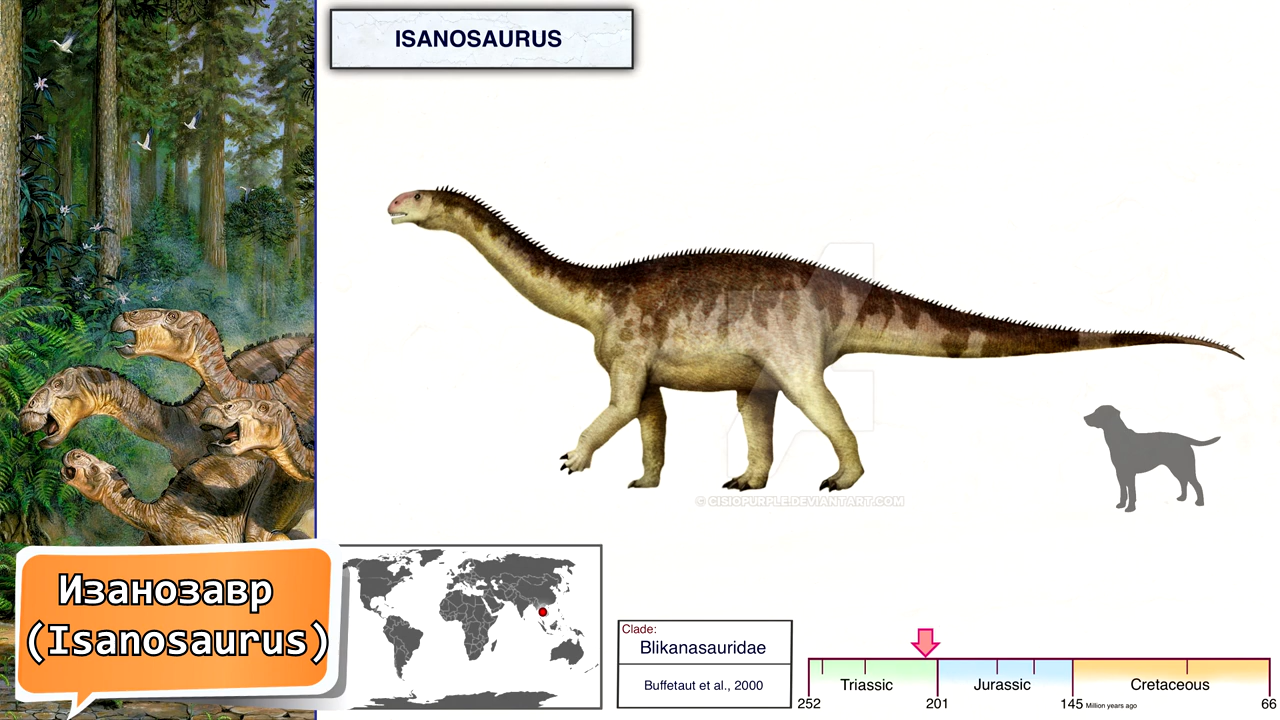 ISANOSAURUS
© CISIOPURPLE.DEVIANTART.COM
Изанозавр
(Isanosaurus)
Clade:
Blikanasauridae
Buffetaut et al., 2000
Triassic Jurassic Cretaceous
252 201 145 Million years ago 66